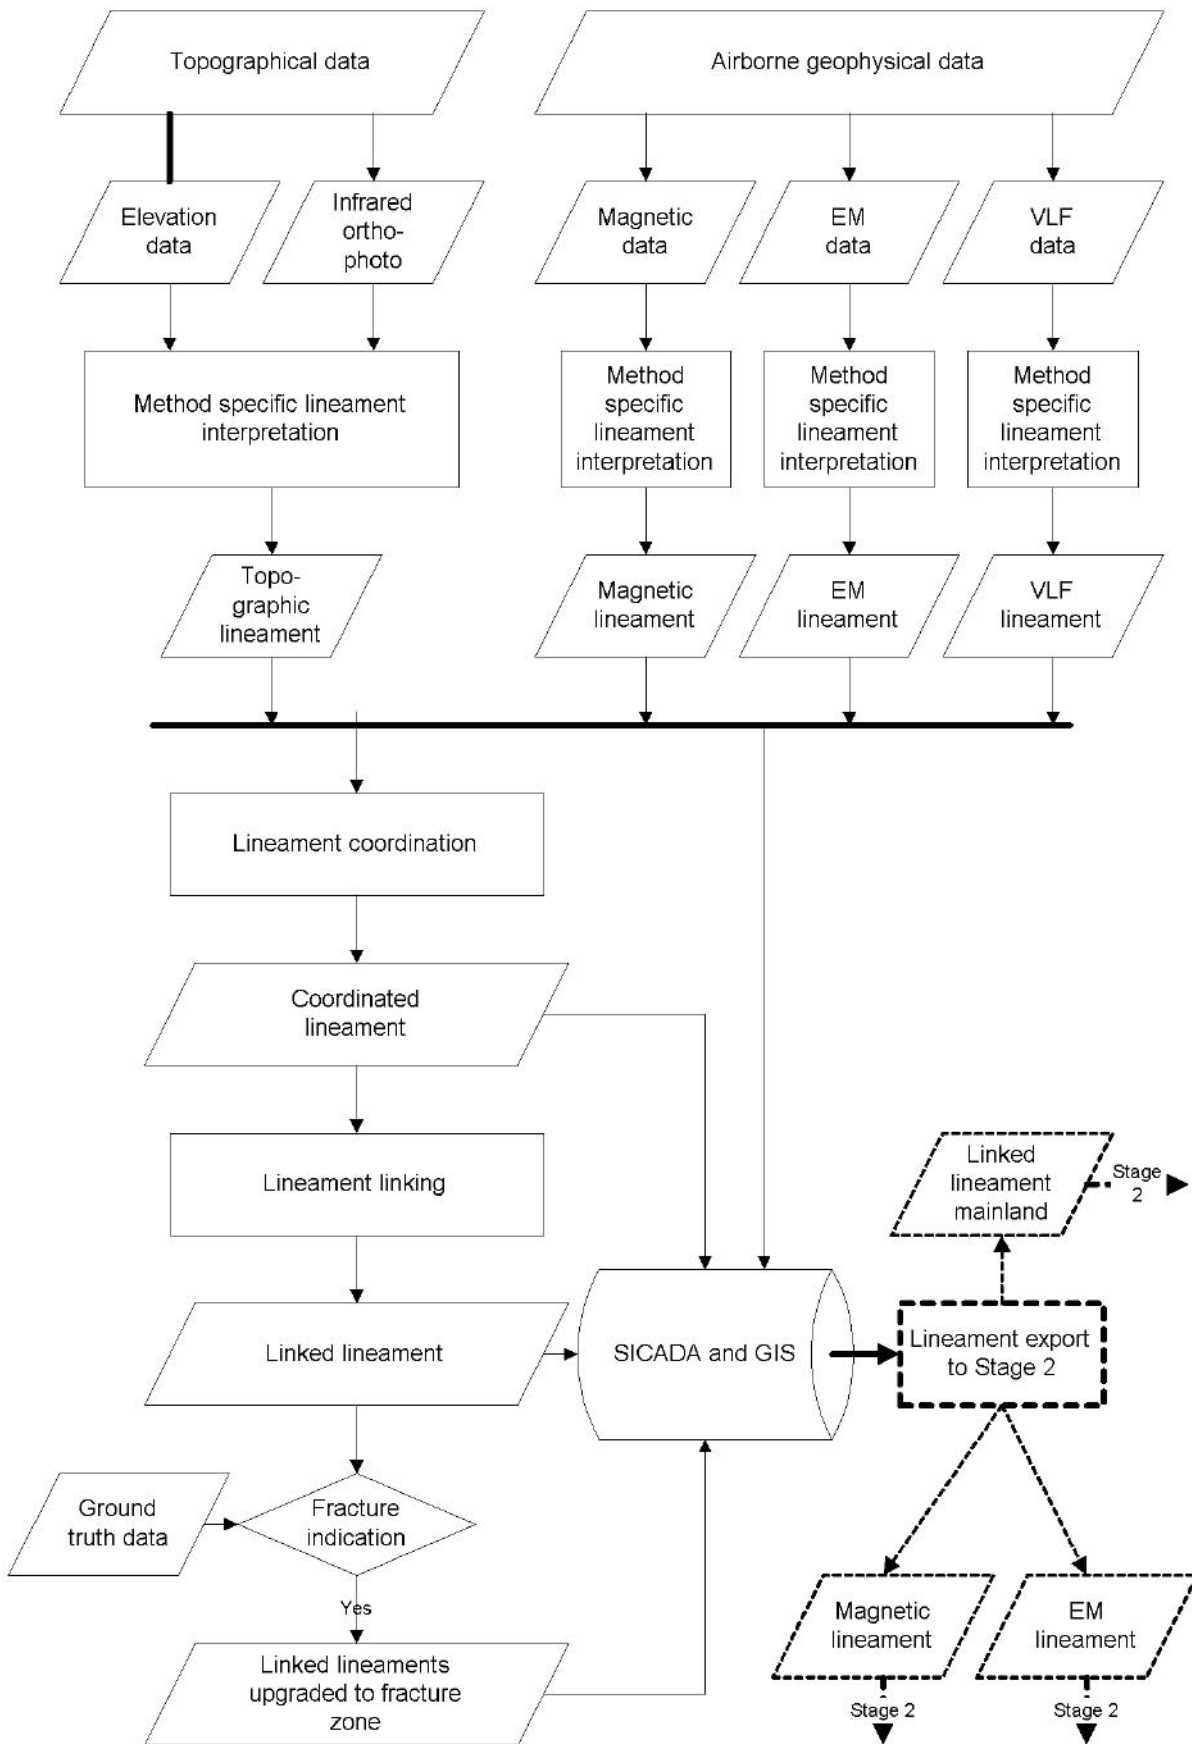 Topographical data
Airborne geophysical data
Elevation
data
Infrared
ortho-
photo
Magnetic
data
EM
data
VLF
data
Method specific lineament
interpretation
Method
specific
lineament
interpretation
Method
specific
lineament
interpretation
Method
specific
lineament
interpretation
Topo-
graphic
lineament
Magnetic
lineament
EM
lineament
VLF
lineament
Lineament coordination
Coordinated
lineament
Lineament linking
Linked
lineament
mainland
Stage
2
Linked lineament
SICADA and GIS
Lineament export
to Stage 2
Ground
truth data
Fracture
indication
Yes
Magnetic
lineament
EM
lineament
Linked lineaments
upgraded to fracture
zone
Stage 2
Stage 2